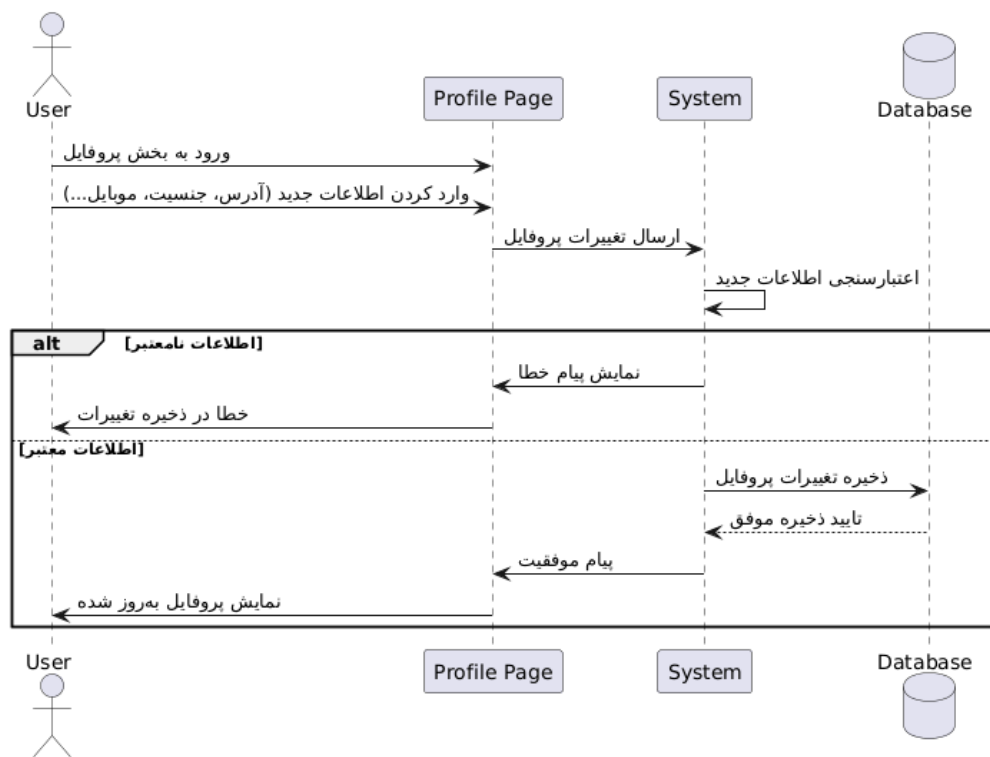 User
Profile Page
System
Database
ورود به بخش پروفایل
وارد کردن اطلاعات جدید (آدرس، جنسیت، موبایل...)
ارسال تغییرات پروفایل
اعتبارسنجی اطلاعات جدید
alt [اطلاعات نامعتبر]
نمایش پیام خطا
خطا در ذخیره تغییرات
[اطلاعات معتبر]
ذخیره تغییرات پروفایل
تایید ذخیره موفق
پیام موفقیت
نمایش پروفایل به‌روز شده
User
Profile Page
System
Database